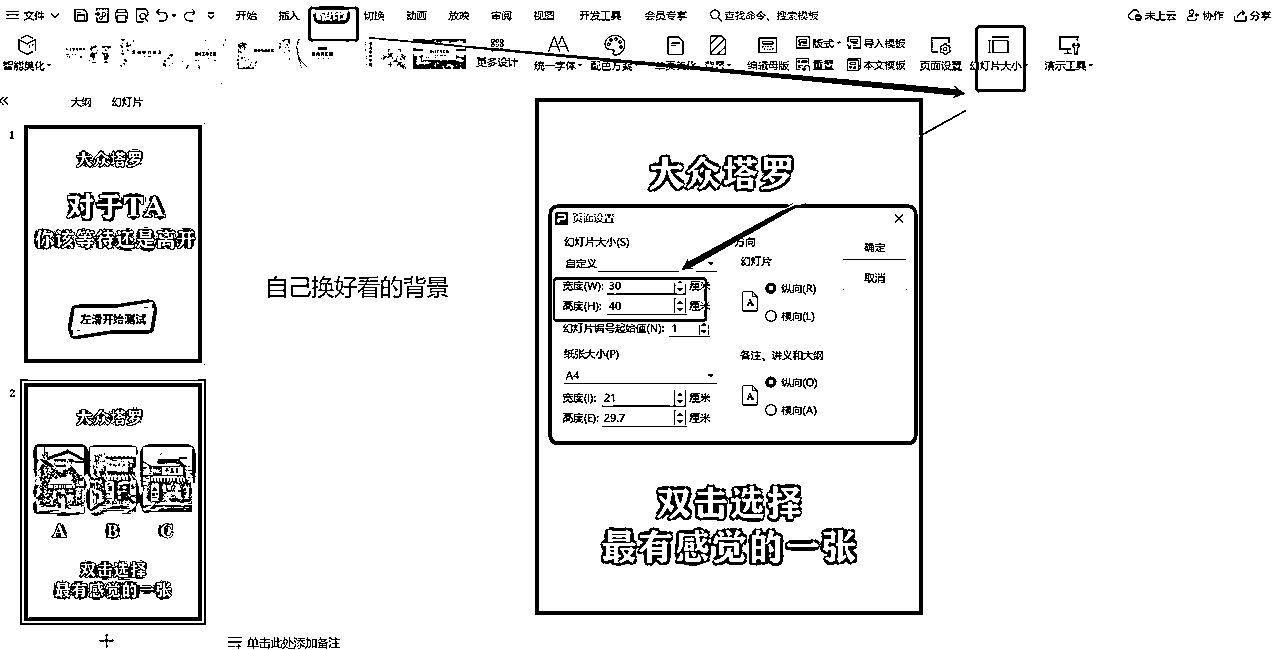 文件
开始 插入 设计 切换 动画 放映 审阅 视图 开发工具 会员专享 查找命令、搜索模板
未上云 协作 分享
智能美化 更多设计 统一字体 配色方案 背景 编辑母版 版式 重置 导入模板 本文模板 页面设置 幻灯片大小 演示工具
大纲 幻灯片
1
大众塔罗
对于TA
你该等待还是离开
左滑开始测试
2
大众塔罗
A B C
双击选择
最有感觉的一张
自己换好看的背景
大众塔罗
页面设置
幻灯片大小(S)
自定义
宽度(W): 30 厘米
高度(H): 40 厘米
幻灯片编号起始值(N): 1
纸张大小(P)
A4
宽度(I): 21 厘米
高度(E): 29.7 厘米
方向
幻灯片
纵向(R)
横向(L)
备注、讲义和大纲
纵向(O)
横向(A)
确定
取消
双击选择
最有感觉的一张
单击此处添加备注